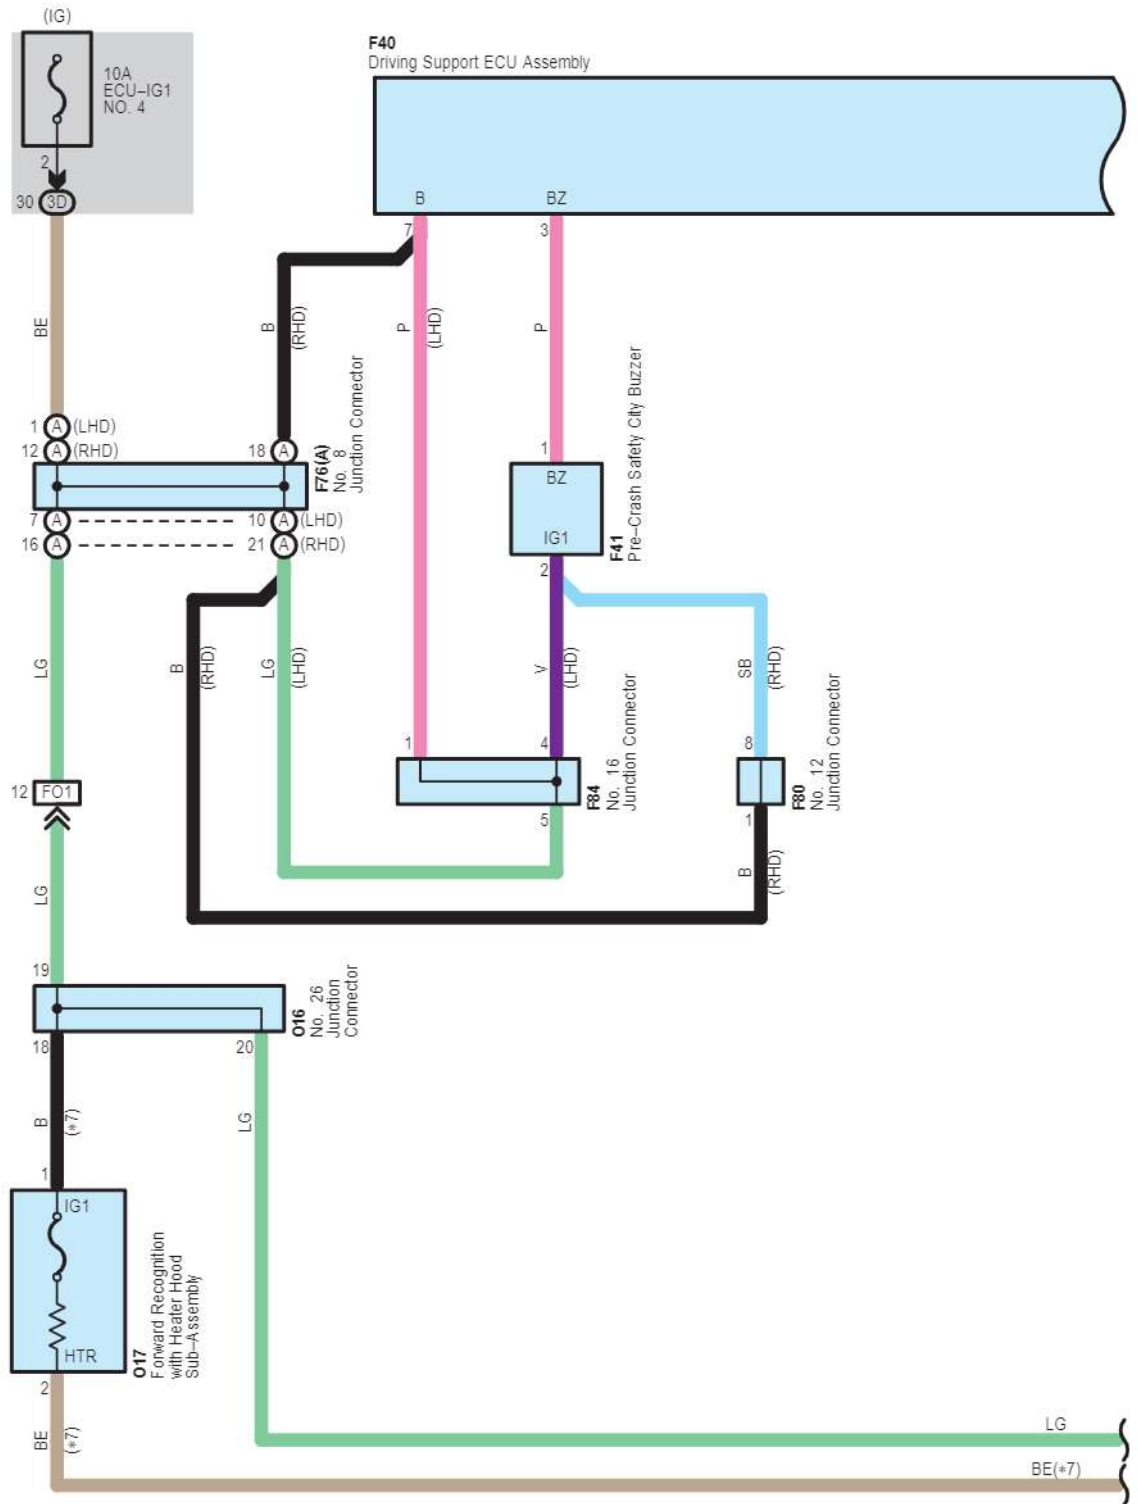 (IG)
10A
ECU-IG1
NO. 4
2
30 3D
F40
Driving Support ECU Assembly
B
BZ
7
3
BE
B
(RHD)
P
(LHD)
P
1 A (LHD)
12 A (RHD)
18 A
F76(A)
No. 8
Junction Connector
7 A
10 A (LHD)
16 A
21 A (RHD)
1
BZ
IG1
2
F41
Pre-Crash Safety City Buzzer
LG
B
(RHD)
LG
(LHD)
V
(LHD)
SB
(RHD)
1
4
5
F84
No. 16
Junction Connector
8
1
F80
No. 12
Junction Connector
B
(RHD)
12 FO1
LG
19
18
20
O16
No. 26
Junction
Connector
B
(*7)
LG
1
IG1
HTR
2
O17
Forward Recognition
with Heater Hood
Sub-Assembly
BE
(*7)
LG
BE(*7)